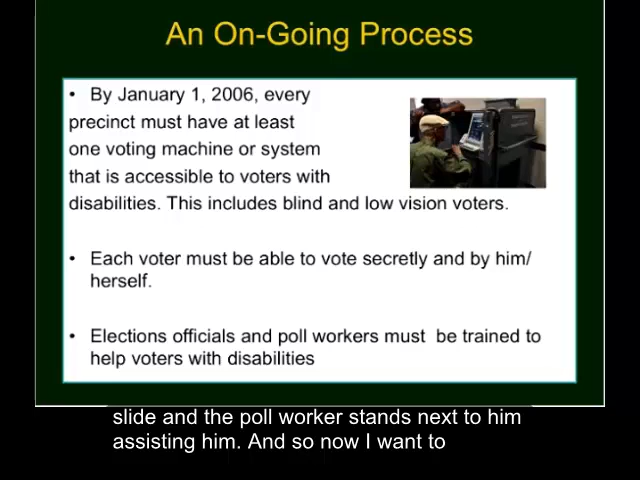 An On-Going Process
• By January 1, 2006, every
precinct must have at least
one voting machine or system
that is accessible to voters with
disabilities. This includes blind and low vision voters.
• Each voter must be able to vote secretly and by him/
herself.
• Elections officials and poll workers must  be trained to
help voters with disabilities
slide and the poll worker stands next to him
assisting him. And so now I want to